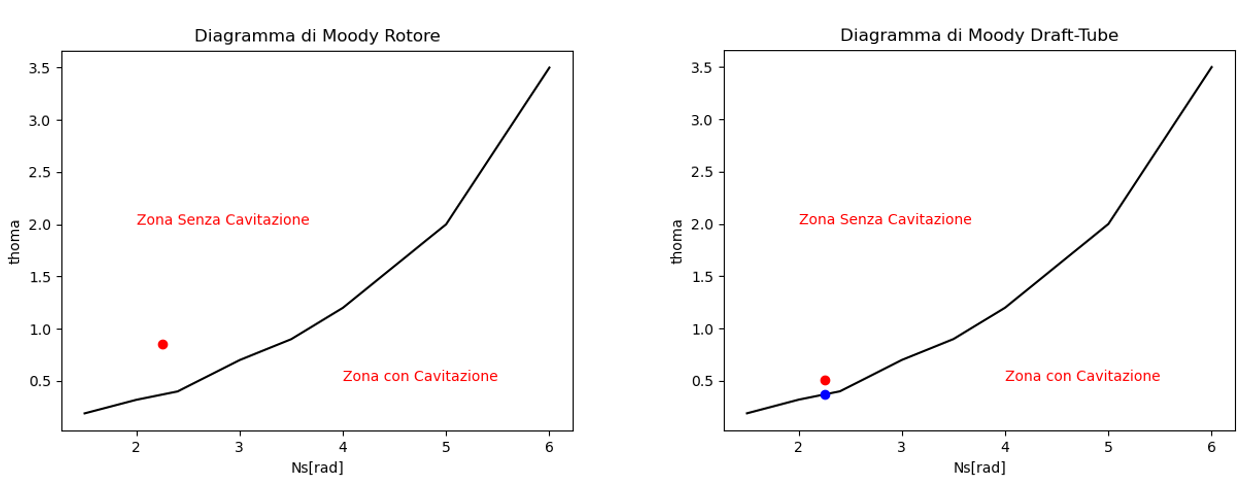 Diagramma di Moody Rotore
3.5
3.0
2.5
2.0
1.5
1.0
0.5
thoma
Zona Senza Cavitazione
Zona con Cavitazione
2 3 4 5 6
Ns[rad]
Diagramma di Moody Draft-Tube
3.5
3.0
2.5
2.0
1.5
1.0
0.5
thoma
Zona Senza Cavitazione
Zona con Cavitazione
2 3 4 5 6
Ns[rad]